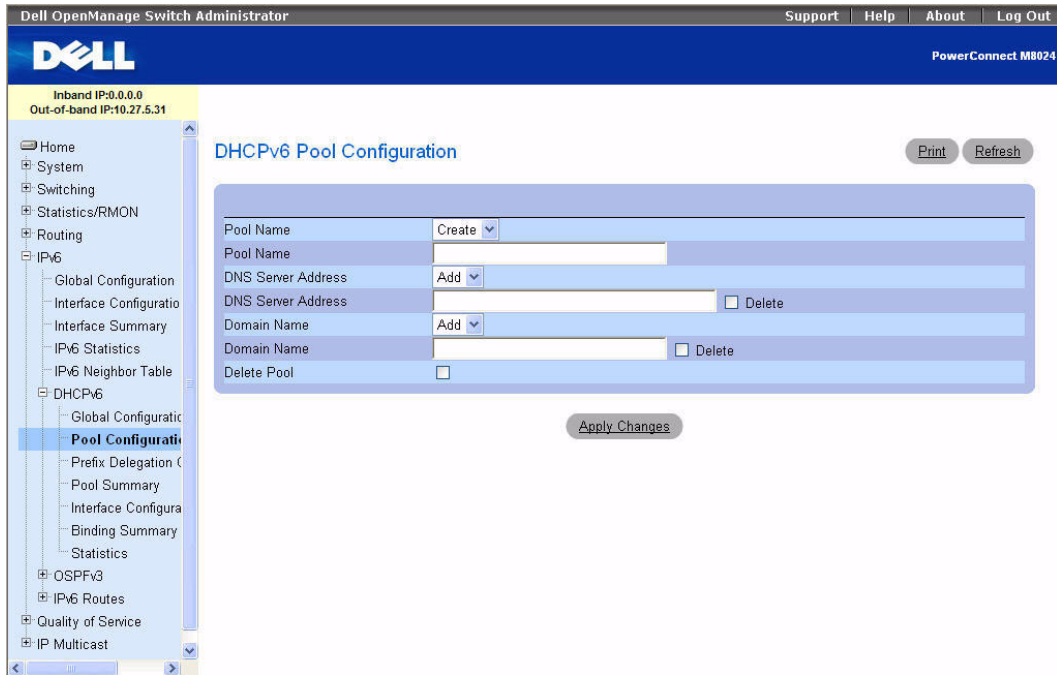 Dell OpenManage Switch Administrator
Support | Help | About | Log Out
DELL
PowerConnect M8024
Inband IP:0.0.0.0
Out-of-band IP:10.27.5.31
Home
System
Switching
Statistics/RMON
Routing
IPv6
Global Configuration
Interface Configuratio
Interface Summary
IPv6 Statistics
IPv6 Neighbor Table
DHCPv6
Global Configuratic
Pool Configuratio
Prefix Delegation C
Pool Summary
Interface Configura
Binding Summary
Statistics
OSPFv3
IPv6 Routes
Quality of Service
IP Multicast
DHCPv6 Pool Configuration
Print Refresh
Pool Name Create
Pool Name
DNS Server Address Add
DNS Server Address Delete
Domain Name Add
Domain Name Delete
Delete Pool
Apply Changes